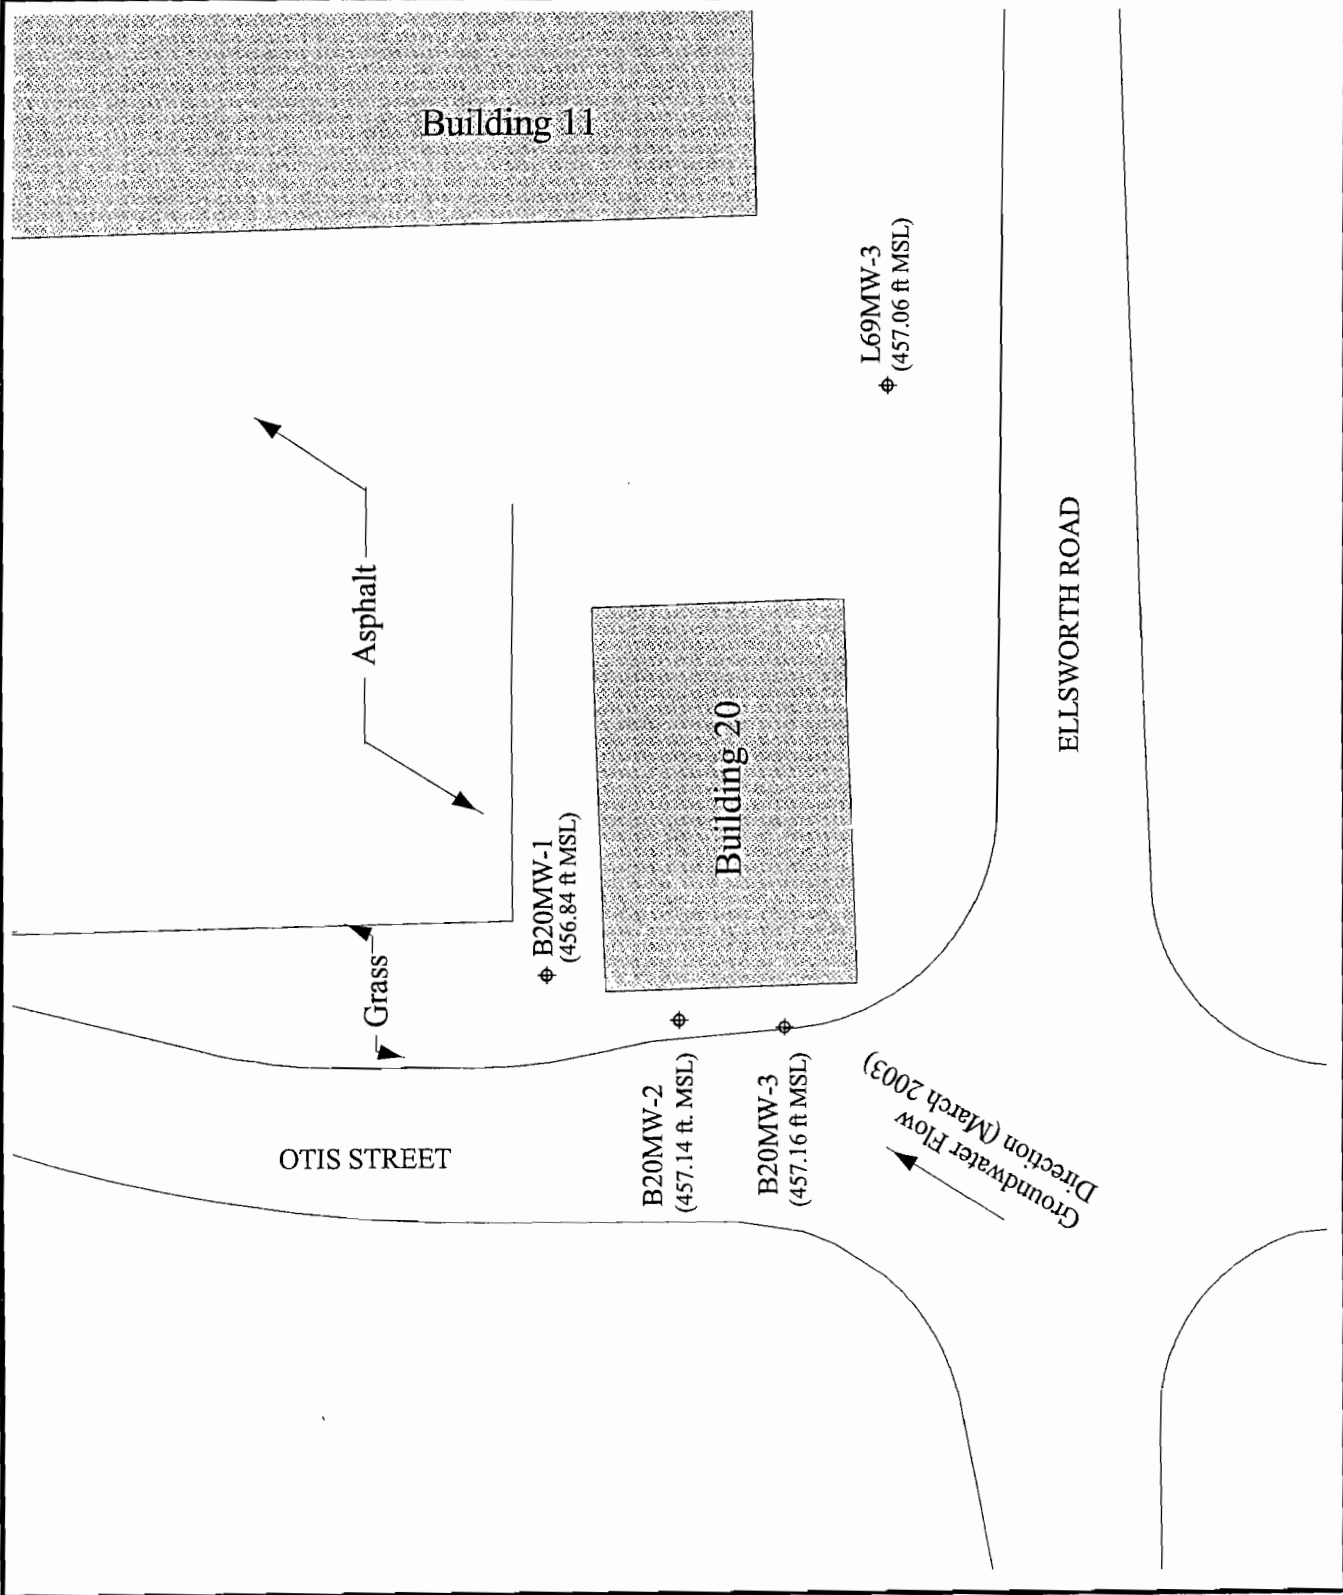 Building 11
L69MW-3
(457.06 ft MSL)
Asphalt
ELLSWORTH ROAD
Building 20
B20MW-1
(456.84 ft MSL)
Grass
OTIS STREET
B20MW-2
(457.14 ft. MSL)
B20MW-3
(457.16 ft MSL)
Groundwater Flow
Direction (March 2003)